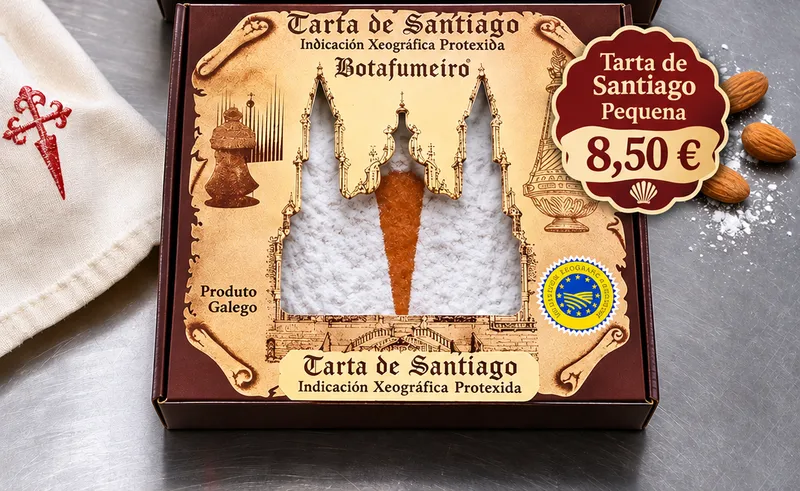 Tarta de Santiago
Indicación Xeográfica Protexida
Botafumeiro
Tarta de
Santiago
Pequena
8,50 €
Produto
Galego
Tarta de Santiago
Indicación Xeográfica Protexida